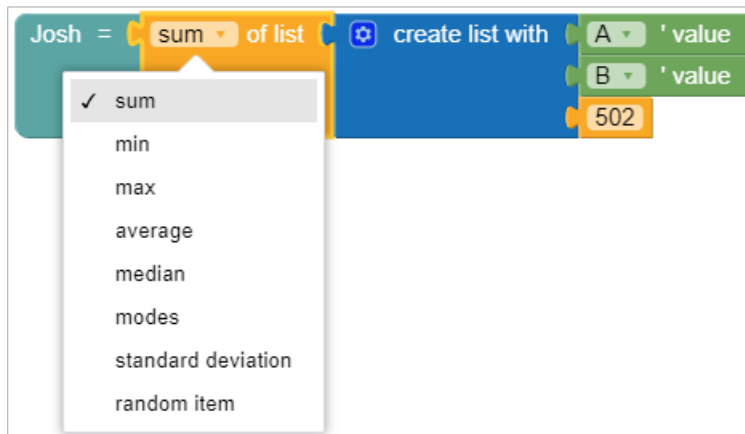 Josh = sum of list create list with A ' value
B ' value
502
✓ sum
min
max
average
median
modes
standard deviation
random item